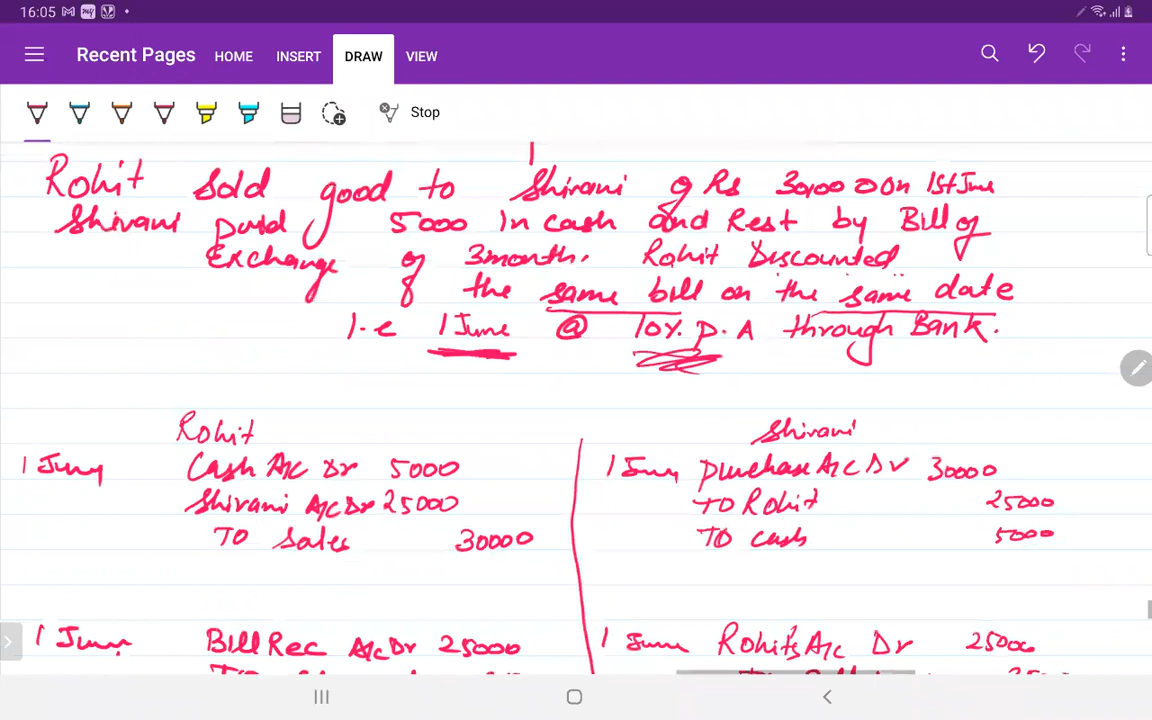 16:05
Recent Pages HOME INSERT DRAW VIEW
Stop
Rohit sold good to Shivani of Rs 30,000 on 1st June
Shivani paid 5000 in cash and Rest by Bill of
Exchange of 3month. Rohit Discounted
the same bill on the same date
i-e 1 June @ 10%. P.A through Bank.
Rohit
Shivani
1 June Cash A/c Dr 5000
Shivani A/c Dr 25000
TO Sales 30000
1 June purchase A/c Dr 30000
TO Rohit 25000
TO cash 5000
1 June Bill Rec A/c Dr 25000
1 June Rohit's A/c Dr 25000